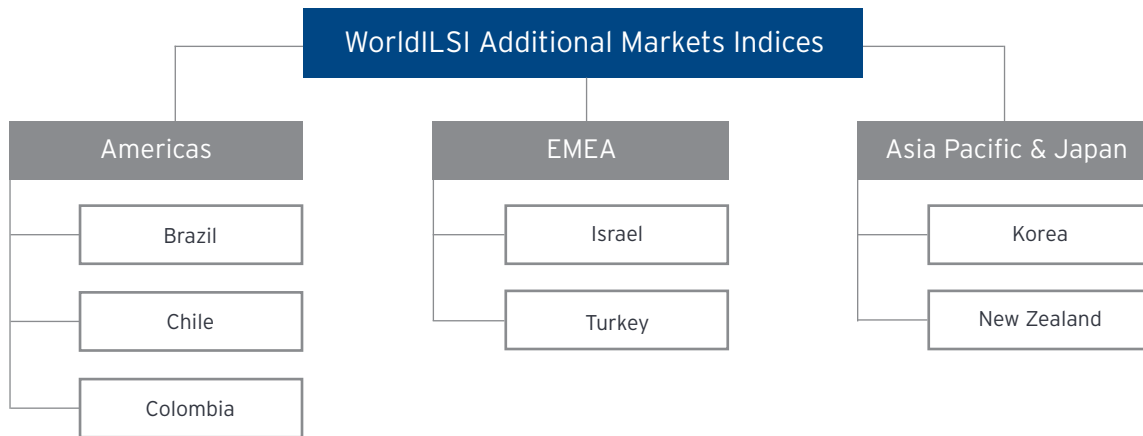 WorldILSI Additional Markets Indices
Americas
EMEA
Asia Pacific & Japan
Brazil
Israel
Korea
Chile
Turkey
New Zealand
Colombia